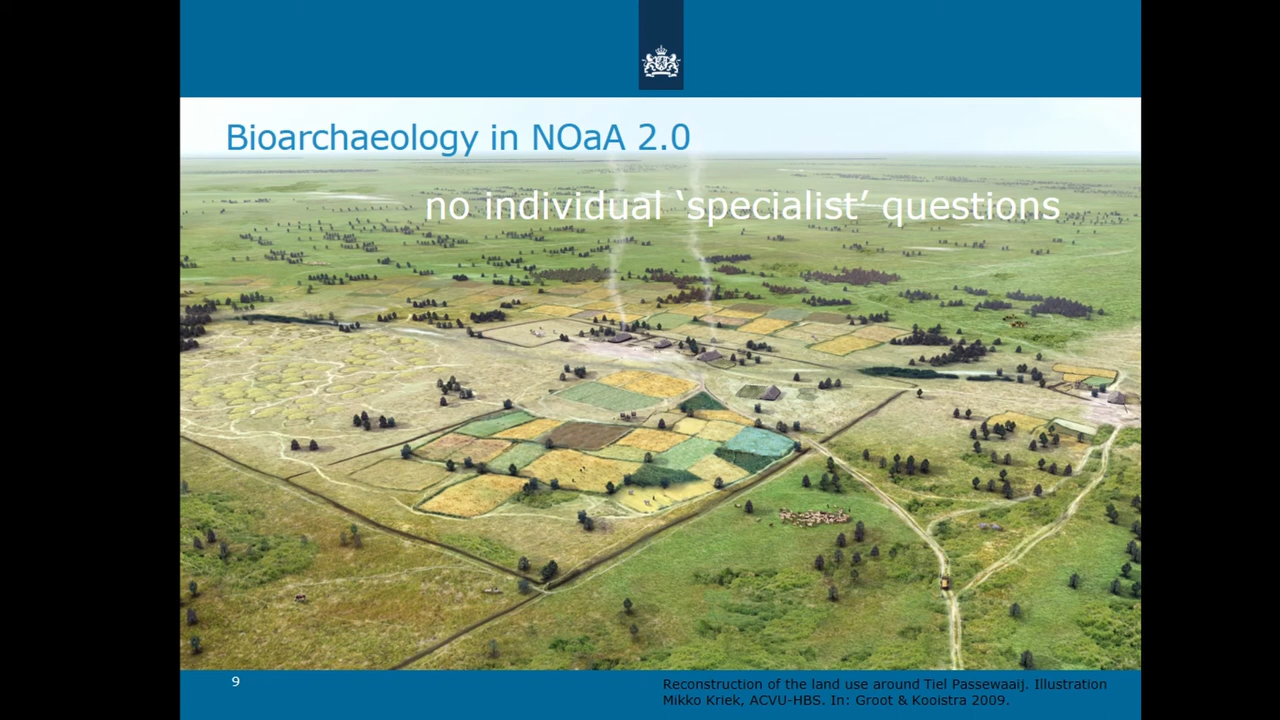 Bioarchaeology in NOaA 2.0
no individual ‘specialist’ questions
9
Reconstruction of the land use around Tiel Passewaaij. Illustration
Mikko Kriek, ACVU-HBS. In: Groot & Kooistra 2009.